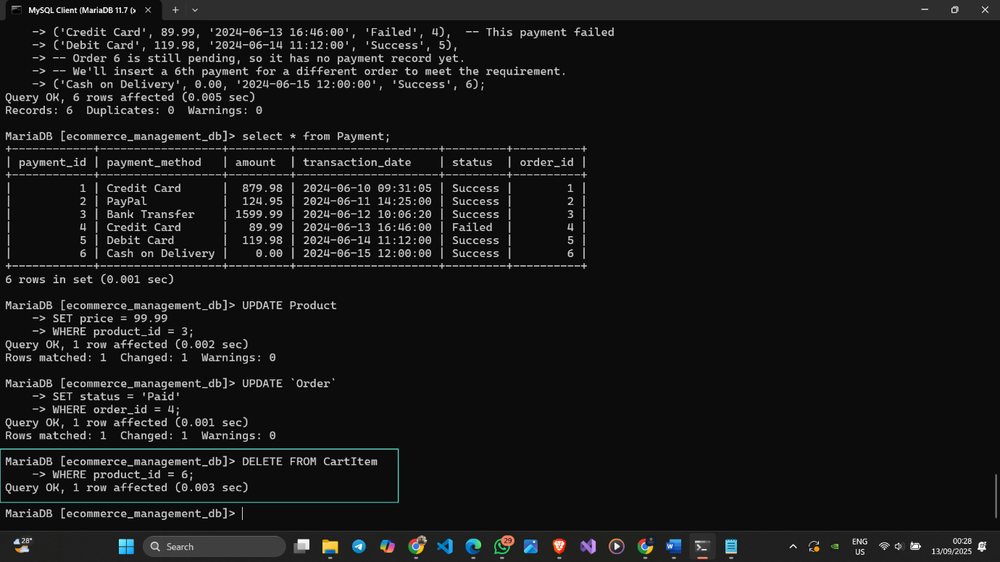 MySQL Client (MariaDB 11.7 (x
-> ('Credit Card', 89.99, '2024-06-13 16:46:00', 'Failed', 4),  -- This payment failed
-> ('Debit Card', 119.98, '2024-06-14 11:12:00', 'Success', 5),
-> -- Order 6 is still pending, so it has no payment record yet.
-> -- We'll insert a 6th payment for a different order to meet the requirement.
-> ('Cash on Delivery', 0.00, '2024-06-15 12:00:00', 'Success', 6);
Query OK, 6 rows affected (0.005 sec)
Records: 6  Duplicates: 0  Warnings: 0
MariaDB [ecommerce_management_db]> select * from Payment;
+------------+------------------+---------+---------------------+---------+----------+
| payment_id | payment_method   | amount  | transaction_date    | status  | order_id |
+------------+------------------+---------+---------------------+---------+----------+
|          1 | Credit Card      |  879.98 | 2024-06-10 09:31:05 | Success |        1 |
|          2 | PayPal           |  124.95 | 2024-06-11 14:25:00 | Success |        2 |
|          3 | Bank Transfer    | 1599.99 | 2024-06-12 10:06:20 | Success |        3 |
|          4 | Credit Card      |   89.99 | 2024-06-13 16:46:00 | Failed  |        4 |
|          5 | Debit Card       |  119.98 | 2024-06-14 11:12:00 | Success |        5 |
|          6 | Cash on Delivery |    0.00 | 2024-06-15 12:00:00 | Success |        6 |
+------------+------------------+---------+---------------------+---------+----------+
6 rows in set (0.001 sec)
MariaDB [ecommerce_management_db]> UPDATE Product
-> SET price = 99.99
-> WHERE product_id = 3;
Query OK, 1 row affected (0.002 sec)
Rows matched: 1  Changed: 1  Warnings: 0
MariaDB [ecommerce_management_db]> UPDATE `Order`
-> SET status = 'Paid'
-> WHERE order_id = 4;
Query OK, 1 row affected (0.001 sec)
Rows matched: 1  Changed: 1  Warnings: 0
MariaDB [ecommerce_management_db]> DELETE FROM CartItem
-> WHERE product_id = 6;
Query OK, 1 row affected (0.003 sec)
MariaDB [ecommerce_management_db]>
28°
Search
29
ENG
US
00:28
13/09/2025